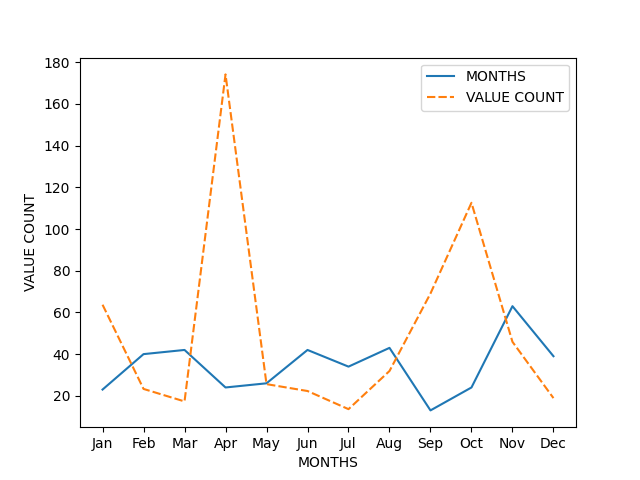 180
160
140
120
100
80
60
40
20
VALUE COUNT
MONTHS
VALUE COUNT
Jan Feb Mar Apr May Jun Jul Aug Sep Oct Nov Dec
MONTHS